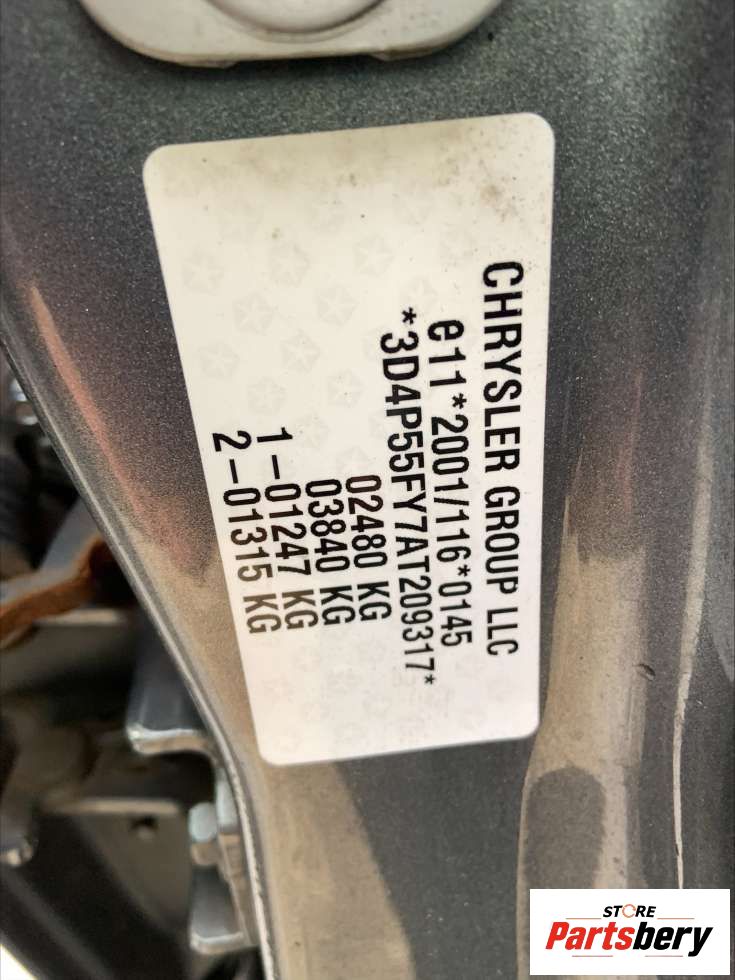 CHRYSLER GROUP LLC
e11*2001/116*0145
*3D4P55FY7AT209317*
02480 KG
03840 KG
1-01247 KG
2-01315 KG
STORE
Partsbery